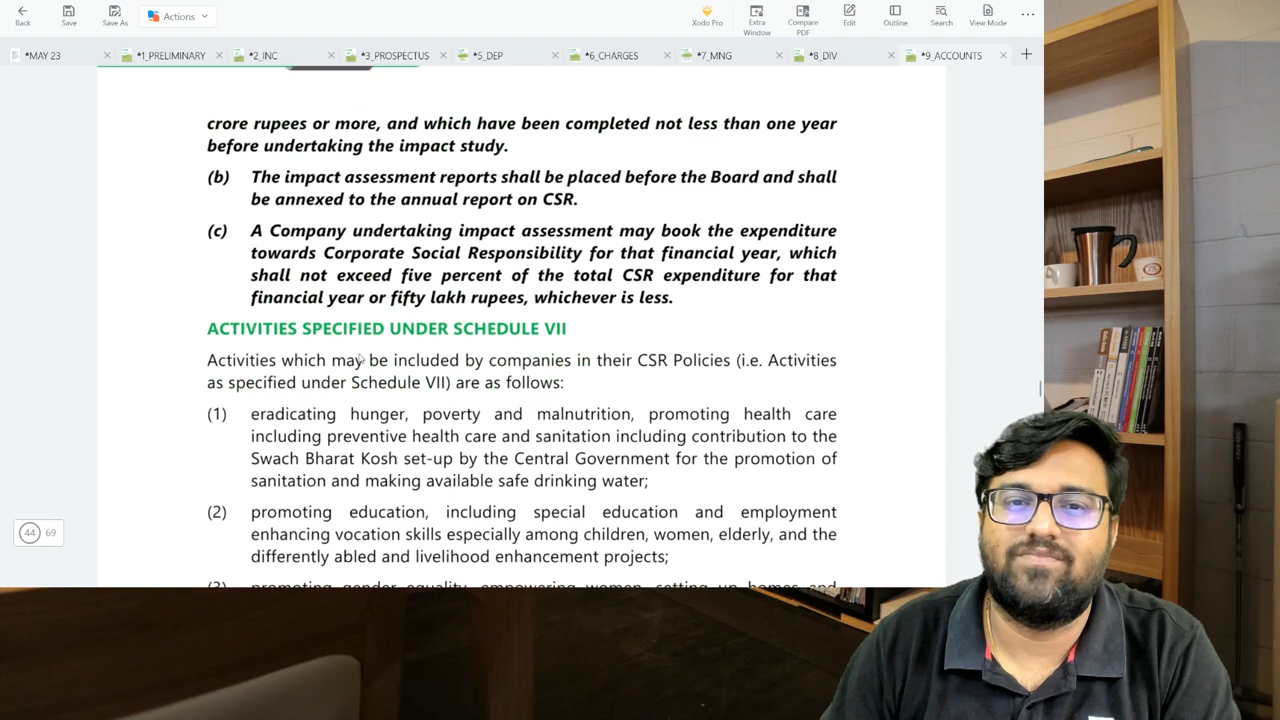 Back
Save
Save As
Actions
Xodo Pro
Extra Window
Compare PDF
Edit
Outline
Search
View Mode
*MAY 23
*1_PRELIMINARY
*2_INC
*3_PROSPECTUS
*5_DEP
*6_CHARGES
*7_MNG
*8_DIV
*9_ACCOUNTS
crore rupees or more, and which have been completed not less than one year
before undertaking the impact study.
(b) The impact assessment reports shall be placed before the Board and shall
be annexed to the annual report on CSR.
(c) A Company undertaking impact assessment may book the expenditure
towards Corporate Social Responsibility for that financial year, which
shall not exceed five percent of the total CSR expenditure for that
financial year or fifty lakh rupees, whichever is less.
ACTIVITIES SPECIFIED UNDER SCHEDULE VII
Activities which may be included by companies in their CSR Policies (i.e. Activities
as specified under Schedule VII) are as follows:
(1) eradicating hunger, poverty and malnutrition, promoting health care
including preventive health care and sanitation including contribution to the
Swach Bharat Kosh set-up by the Central Government for the promotion of
sanitation and making available safe drinking water;
(2) promoting education, including special education and employment
enhancing vocation skills especially among children, women, elderly, and the
differently abled and livelihood enhancement projects;
(3) promoting gender equality, empowering women, setting up homes and
44 69